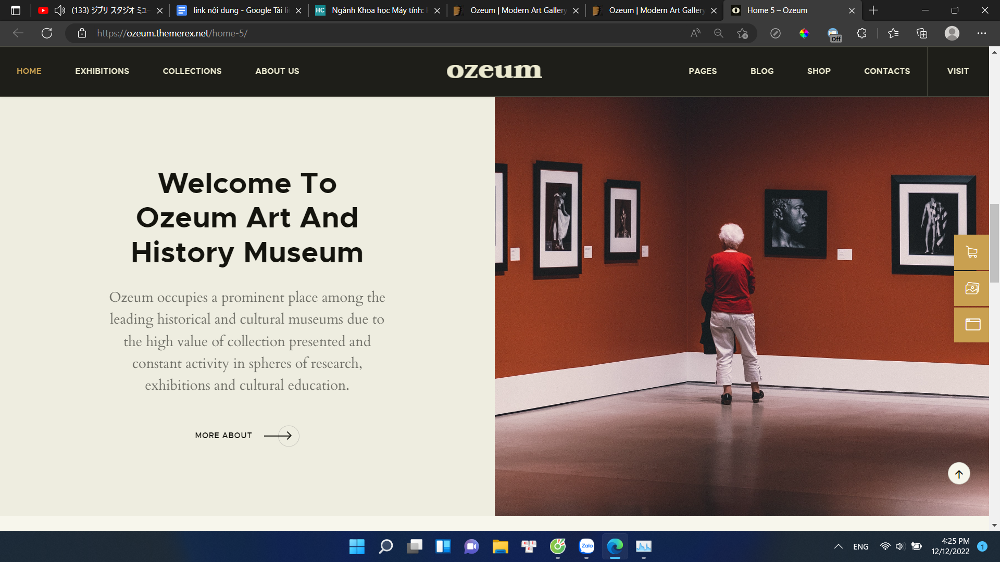 (133) ジブリ スタジオ ミュー
link nội dung - Google Tài li
HC
Ngành Khoa học Máy tính:
Ozeum | Modern Art Gallery
Ozeum | Modern Art Gallery
O
Home 5 – Ozeum
https://ozeum.themerex.net/home-5/
Off
HOME
EXHIBITIONS
COLLECTIONS
ABOUT US
ozeum
PAGES
BLOG
SHOP
CONTACTS
VISIT
Welcome To
Ozeum Art And
History Museum
Ozeum occupies a prominent place among the
leading historical and cultural museums due to
the high value of collection presented and
constant activity in spheres of research,
exhibitions and cultural education.
MORE ABOUT
Zalo
ENG
4:25 PM
12/12/2022
1